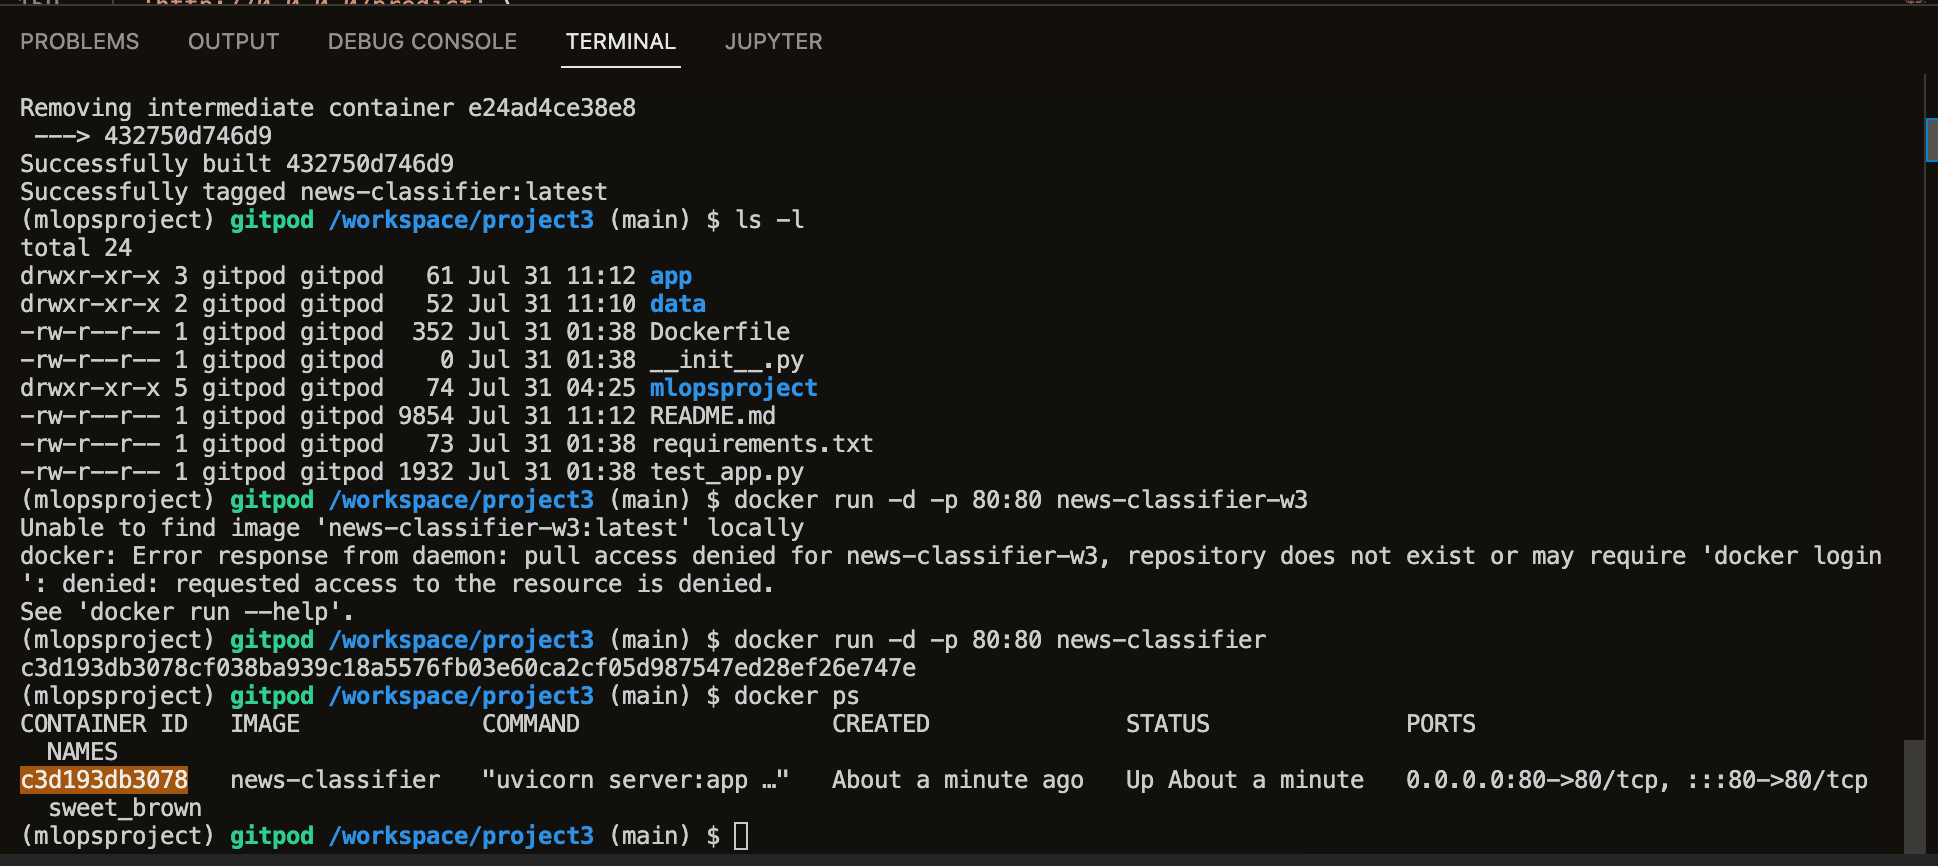 'http://0.0.0.0/predict' \
PROBLEMS OUTPUT DEBUG CONSOLE TERMINAL JUPYTER
Removing intermediate container e24ad4ce38e8
---> 432750d746d9
Successfully built 432750d746d9
Successfully tagged news-classifier:latest
(mlopsproject) gitpod /workspace/project3 (main) $ ls -l
total 24
drwxr-xr-x 3 gitpod gitpod   61 Jul 31 11:12 app
drwxr-xr-x 2 gitpod gitpod   52 Jul 31 11:10 data
-rw-r--r-- 1 gitpod gitpod  352 Jul 31 01:38 Dockerfile
-rw-r--r-- 1 gitpod gitpod    0 Jul 31 01:38 __init__.py
drwxr-xr-x 5 gitpod gitpod   74 Jul 31 04:25 mlopsproject
-rw-r--r-- 1 gitpod gitpod 9854 Jul 31 11:12 README.md
-rw-r--r-- 1 gitpod gitpod   73 Jul 31 01:38 requirements.txt
-rw-r--r-- 1 gitpod gitpod 1932 Jul 31 01:38 test_app.py
(mlopsproject) gitpod /workspace/project3 (main) $ docker run -d -p 80:80 news-classifier-w3
Unable to find image 'news-classifier-w3:latest' locally
docker: Error response from daemon: pull access denied for news-classifier-w3, repository does not exist or may require 'docker login
': denied: requested access to the resource is denied.
See 'docker run --help'.
(mlopsproject) gitpod /workspace/project3 (main) $ docker run -d -p 80:80 news-classifier
c3d193db3078cf038ba939c18a5576fb03e60ca2cf05d987547ed28ef26e747e
(mlopsproject) gitpod /workspace/project3 (main) $ docker ps
CONTAINER ID   IMAGE             COMMAND                  CREATED              STATUS              PORTS
NAMES
c3d193db3078   news-classifier   "uvicorn server:app …"   About a minute ago   Up About a minute   0.0.0.0:80->80/tcp, :::80->80/tcp
sweet_brown
(mlopsproject) gitpod /workspace/project3 (main) $